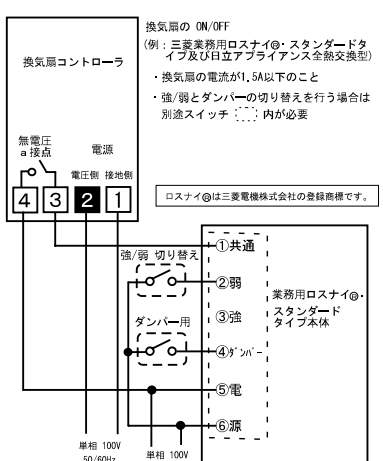 換気扇の ON/OFF
(例:三菱業務用ロスナイ®・スタンダードタ
イプ及び日立アプライアンス全熱交換型)
・換気扇の電流が1.5A以下のこと
・強/弱とダンパーの切り替えを行う場合は
別途スイッチ 内が必要
換気扇コントローラ
無電圧
a 接点
電源
電圧側 接地側
4 3 2 1
ロスナイ®は三菱電機株式会社の登録商標です。
強/弱 切り替え
ダンパー用
①共通
②弱
③強
④ダンパー
⑤電
⑥源
業務用ロスナイ®・
スタンダード
タイプ本体
単相 100V
50/60Hz
単相 100V